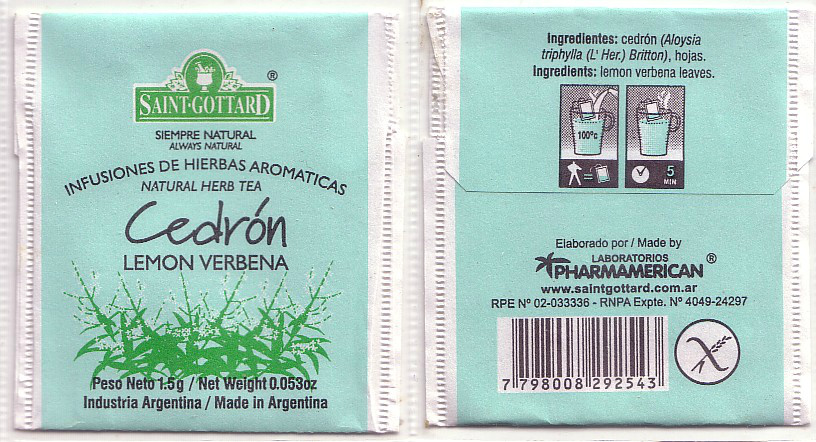 ®
SAINT-GOTTARD
SIEMPRE NATURAL
ALWAYS NATURAL
INFUSIONES DE HIERBAS AROMATICAS
NATURAL HERB TEA
Cedrón
LEMON VERBENA
Peso Neto 1.5g / Net Weight 0.053oz
Industria Argentina / Made in Argentina
Ingredientes: cedrón (Aloysia
triphylla (L' Her.) Britton), hojas.
Ingredients: lemon verbena leaves.
100ºc
5
MIN
Elaborado por / Made by
LABORATORIOS
PHARMAMERICAN ®
www.saintgottard.com.ar
RPE Nº 02-033336 - RNPA Expte. Nº 4049-24297
7 798008 292543